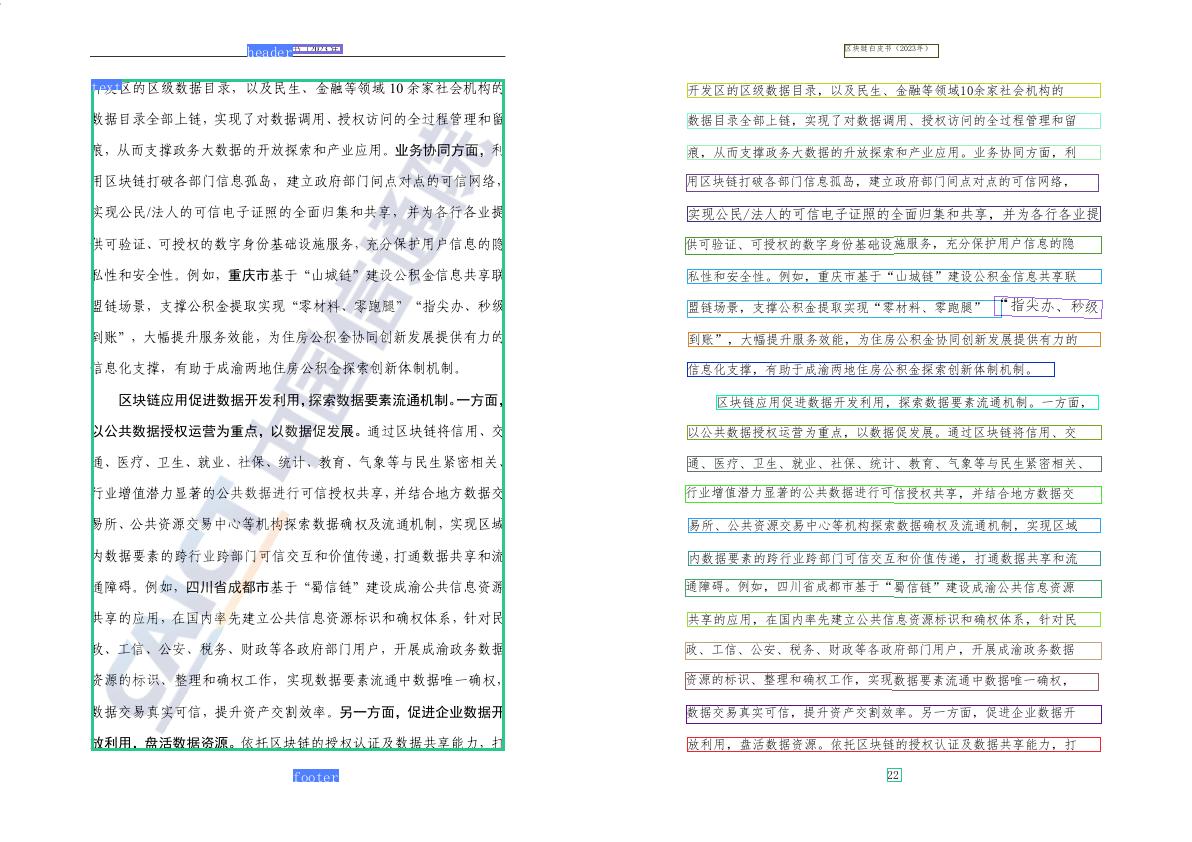 header
书（2023年）
text
开发区的区级数据目录，以及民生、金融等领域 10 余家社会机构的
数据目录全部上链，实现了对数据调用、授权访问的全过程管理和留
痕，从而支撑政务大数据的开放探索和产业应用。业务协同方面，利
用区块链打破各部门信息孤岛，建立政府部门间点对点的可信网络，
实现公民/法人的可信电子证照的全面归集和共享，并为各行各业提
供可验证、可授权的数字身份基础设施服务，充分保护用户信息的隐
私性和安全性。例如，重庆市基于“山城链”建设公积金信息共享联
盟链场景，支撑公积金提取实现“零材料、零跑腿”“指尖办、秒级
到账”，大幅提升服务效能，为住房公积金协同创新发展提供有力的
信息化支撑，有助于成渝两地住房公积金探索创新体制机制。
区块链应用促进数据开发利用，探索数据要素流通机制。一方面，
以公共数据授权运营为重点，以数据促发展。通过区块链将信用、交
通、医疗、卫生、就业、社保、统计、教育、气象等与民生紧密相关、
行业增值潜力显著的公共数据进行可信授权共享，并结合地方数据交
易所、公共资源交易中心等机构探索数据确权及流通机制，实现区域
内数据要素的跨行业跨部门可信交互和价值传递，打通数据共享和流
通障碍。例如，四川省成都市基于“蜀信链”建设成渝公共信息资源
共享的应用，在国内率先建立公共信息资源标识和确权体系，针对民
政、工信、公安、税务、财政等各政府部门用户，开展成渝政务数据
资源的标识、整理和确权工作，实现数据要素流通中数据唯一确权，
数据交易真实可信，提升资产交割效率。另一方面，促进企业数据开
放利用，盘活数据资源。依托区块链的授权认证及数据共享能力，打
CAICT 中国信通院
footer
区块链白皮书（2023年）
开发区的区级数据目录，以及民生、金融等领域10余家社会机构的
数据目录全部上链，实现了对数据调用、授权访问的全过程管理和留
痕，从而支撑政务大数据的升放探索和产业应用。业务协同方面，利
用区块链打破各部门信息孤岛，建立政府部门间点对点的可信网络，
实现公民/法人的可信电子证照的全面归集和共享，并为各行各业提
供可验证、可授权的数字身份基础设施服务，充分保护用户信息的隐
私性和安全性。例如，重庆市基于“山城链”建设公积金信息共享联
盟链场景，支撑公积金提取实现“零材料、零跑腿” “指尖办、秒级
到账”，大幅提升服务效能，为住房公积金协同创新发展提供有力的
信息化支撑，有助于成渝两地住房公积金探索创新体制机制。
区块链应用促进数据开发利用，探索数据要素流通机制。一方面，
以公共数据授权运营为重点，以数据促发展。通过区块链将信用、交
通、医疗、卫生、就业、社保、统计、教育、气象等与民生紧密相关、
行业增值潜力显著的公共数据进行可信授权共享，并结合地方数据交
易所、公共资源交易中心等机构探索数据确权及流通机制，实现区域
内数据要素的跨行业跨部门可信交互和价值传递，打通数据共享和流
通障碍。例如，四川省成都市基于“蜀信链”建设成渝公共信息资源
共享的应用，在国内率先建立公共信息资源标识和确权体系，针对民
政、工信、公安、税务、财政等各政府部门用户，开展成渝政务数据
资源的标识、整理和确权工作，实现数据要素流通中数据唯一确权，
数据交易真实可信，提升资产交割效率。另一方面，促进企业数据开
放利用，盘活数据资源。依托区块链的授权认证及数据共享能力，打
22